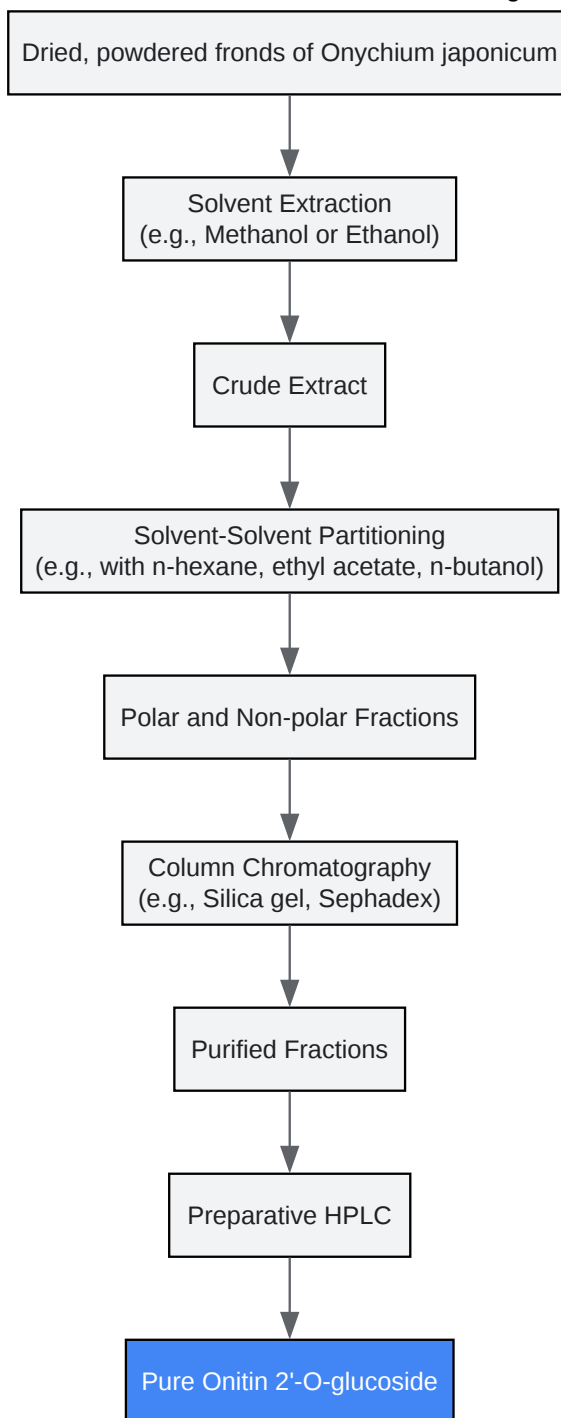 Dried, powdered fronds of Onychium japonicum
Solvent Extraction
(e.g., Methanol or Ethanol)
Crude Extract
Solvent-Solvent Partitioning
(e.g., with n-hexane, ethyl acetate, n-butanol)
Polar and Non-polar Fractions
Column Chromatography
(e.g., Silica gel, Sephadex)
Purified Fractions
Preparative HPLC
Pure Onitin 2'-O-glucoside